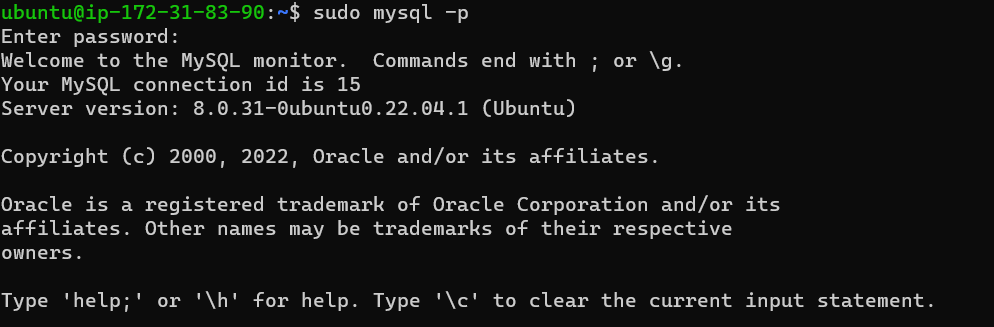 ubuntu@ip-172-31-83-90:~$ sudo mysql -p
Enter password:
Welcome to the MySQL monitor.  Commands end with ; or \g.
Your MySQL connection id is 15
Server version: 8.0.31-0ubuntu0.22.04.1 (Ubuntu)
Copyright (c) 2000, 2022, Oracle and/or its affiliates.
Oracle is a registered trademark of Oracle Corporation and/or its
affiliates. Other names may be trademarks of their respective
owners.
Type 'help;' or '\h' for help. Type '\c' to clear the current input statement.